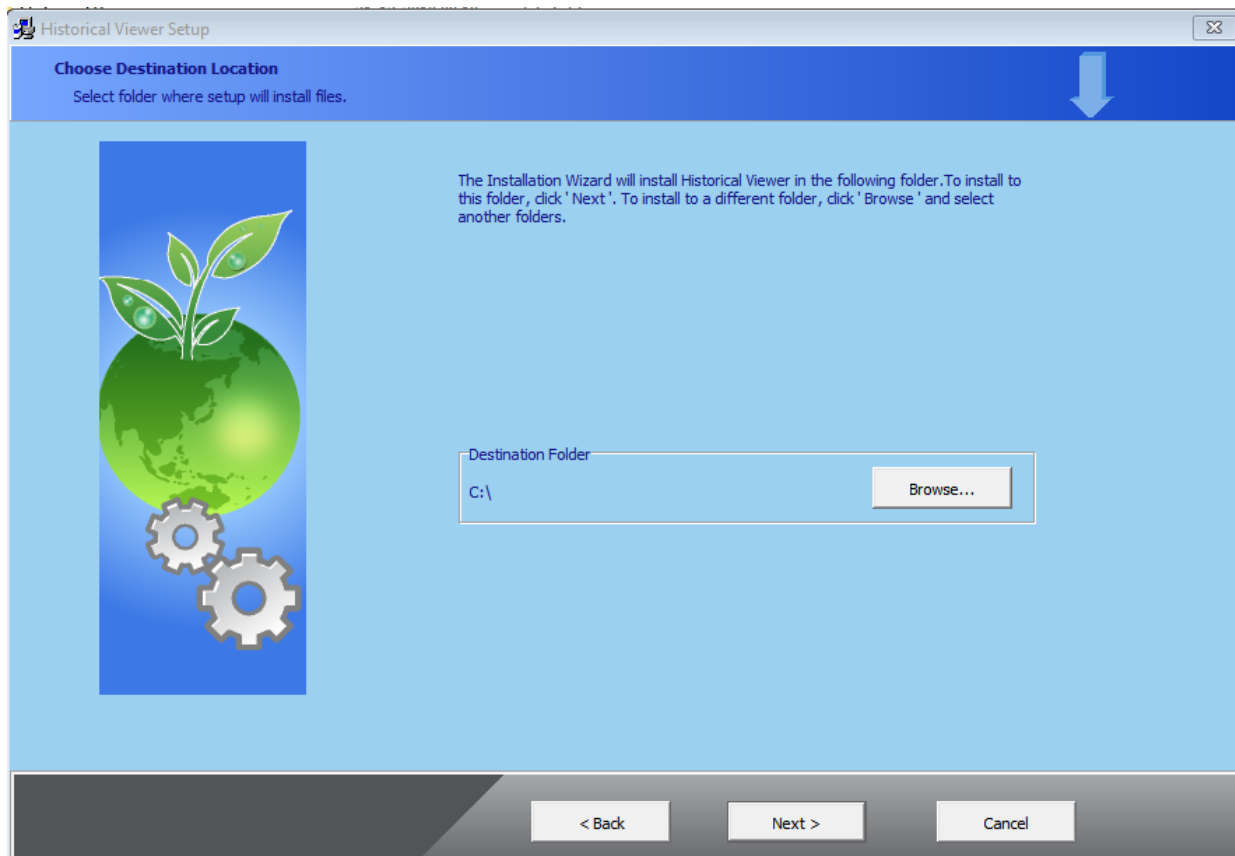 Historical Viewer Setup
Choose Destination Location
Select folder where setup will install files.
The Installation Wizard will install Historical Viewer in the following folder.To install to
this folder, click ' Next '. To install to a different folder, click ' Browse ' and select
another folders.
Destination Folder
C:\
Browse...
< Back
Next >
Cancel